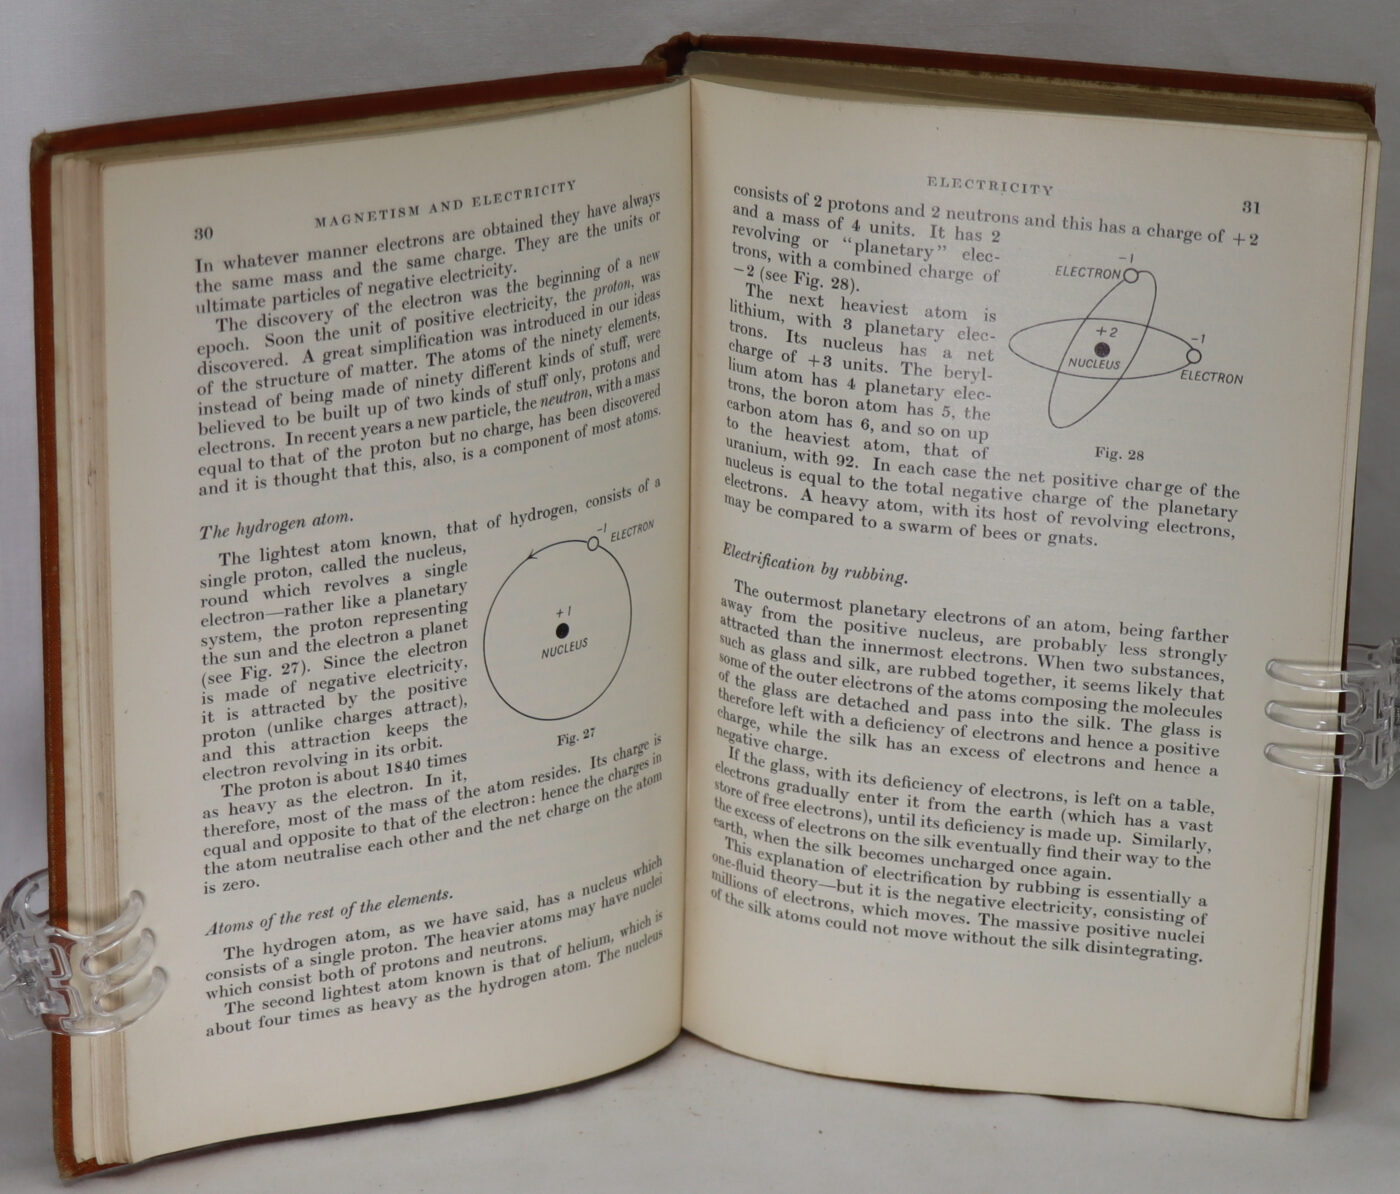 30
MAGNETISM AND ELECTRICITY
In whatever manner electrons are obtained they have always
the same mass and the same charge. They are the units or
ultimate particles of negative electricity.
The discovery of the electron was the beginning of a new
epoch. Soon the unit of positive electricity, the proton, was
discovered. A great simplification was introduced in our ideas
of the structure of matter. The atoms of the ninety elements,
instead of being made of ninety different kinds of stuff, were
believed to be built up of two kinds of stuff only, protons and
electrons. In recent years a new particle, the neutron, with a mass
equal to that of the proton but no charge, has been discovered
and it is thought that this, also, is a component of most atoms.
The hydrogen atom.
The lightest atom known, that of hydrogen, consists of a
single proton, called the nucleus,
round which revolves a single
electron—rather like a planetary
system, the proton representing
the sun and the electron a planet
(see Fig. 27). Since the electron
is made of negative electricity,
it is attracted by the positive
proton (unlike charges attract),
and this attraction keeps the
electron revolving in its orbit.
The proton is about 1840 times
as heavy as the electron. In it,
−1
ELECTRON
+1
NUCLEUS
Fig. 27
therefore, most of the mass of the atom resides. Its charge is
equal and opposite to that of the electron: hence the charges in
the atom neutralise each other and the net charge on the atom
is zero.
Atoms of the rest of the elements.
The hydrogen atom, as we have said, has a nucleus which
consists of a single proton. The heavier atoms may have nuclei
which consist both of protons and neutrons.
The second lightest atom known is that of helium, which is
about four times as heavy as the hydrogen atom. The nucleus
ELECTRICITY
31
consists of 2 protons and 2 neutrons and this has a charge of +2
and a mass of 4 units. It has 2
revolving or "planetary" elec-
trons, with a combined charge of
−2 (see Fig. 28).
The next heaviest atom is
lithium, with 3 planetary elec-
trons. Its nucleus has a net
charge of +3 units. The beryl-
lium atom has 4 planetary elec-
trons, the boron atom has 5, the
carbon atom has 6, and so on up
to the heaviest atom, that of
−1
ELECTRON
+2
NUCLEUS
−1
ELECTRON
Fig. 28
uranium, with 92. In each case the net positive charge of the
nucleus is equal to the total negative charge of the planetary
electrons. A heavy atom, with its host of revolving electrons,
may be compared to a swarm of bees or gnats.
Electrification by rubbing.
The outermost planetary electrons of an atom, being farther
away from the positive nucleus, are probably less strongly
attracted than the innermost electrons. When two substances,
such as glass and silk, are rubbed together, it seems likely that
some of the outer electrons of the atoms composing the molecules
of the glass are detached and pass into the silk. The glass is
therefore left with a deficiency of electrons and hence a positive
charge, while the silk has an excess of electrons and hence a
negative charge.
If the glass, with its deficiency of electrons, is left on a table,
electrons gradually enter it from the earth (which has a vast
store of free electrons), until its deficiency is made up. Similarly,
the excess of electrons on the silk eventually find their way to the
earth, when the silk becomes uncharged once again.
This explanation of electrification by rubbing is essentially a
one-fluid theory—but it is the negative electricity, consisting of
millions of electrons, which moves. The massive positive nuclei
of the silk atoms could not move without the silk disintegrating.